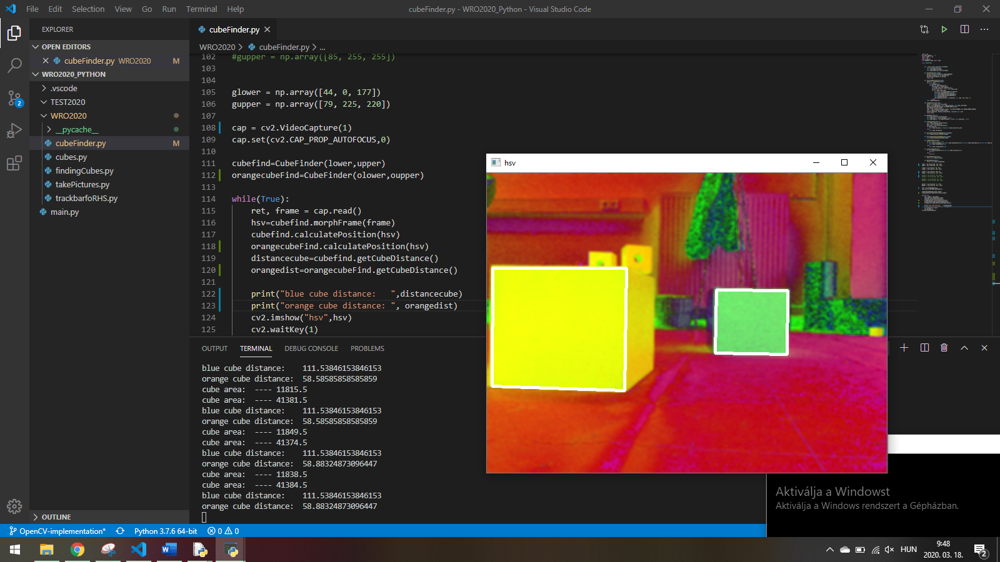 File Edit Selection View Go Run Terminal Help
cubeFinder.py - WRO2020_Python - Visual Studio Code
EXPLORER
OPEN EDITORS
cubeFinder.py WRO2020 M
WRO2020_PYTHON
.vscode
TEST2020
WRO2020
__pycache__
cubeFinder.py M
cubes.py
findingCubes.py
takePictures.py
trackbarfoRHS.py
main.py
OUTLINE
2
cubeFinder.py
WRO2020 > cubeFinder.py > ...
102 #gupper = np.array([85, 255, 255])
103
104
105 glower = np.array([44, 0, 177])
106 gupper = np.array([79, 225, 220])
107
108 cap = cv2.VideoCapture(1)
109 cap.set(cv2.CAP_PROP_AUTOFOCUS,0)
110
111 cubefind=CubeFinder(lower,upper)
112 orangecubeFind=CubeFinder(olower,oupper)
113
114 while(True):
115 ret, frame = cap.read()
116 hsv=cubefind.morphFrame(frame)
117 cubefind.calculatePosition(hsv)
118 orangecubeFind.calculatePosition(hsv)
119 distancecube=cubefind.getCubeDistance()
120 orangedist=orangecubeFind.getCubeDistance()
121
122 print("blue cube distance:   ",distancecube)
123 print("orange cube distance: ", orangedist)
124 cv2.imshow("hsv",hsv)
125 cv2.waitKey(1)
hsv
OUTPUT TERMINAL DEBUG CONSOLE PROBLEMS
blue cube distance:    111.53846153846153
orange cube distance:  58.58585858585859
cube area:  ---- 11815.5
cube area:  ---- 41381.5
blue cube distance:    111.53846153846153
orange cube distance:  58.58585858585859
cube area:  ---- 11849.5
cube area:  ---- 41374.5
blue cube distance:    111.53846153846153
orange cube distance:  58.88324873096447
cube area:  ---- 11838.5
cube area:  ---- 41384.5
blue cube distance:    111.53846153846153
orange cube distance:  58.88324873096447
Aktiválja a Windowst
Aktiválja a Windows rendszert a Gépházban.
OpenCV-implementation* Python 3.7.6 64-bit 0 0
HUN
9:48
2020. 03. 18.
2